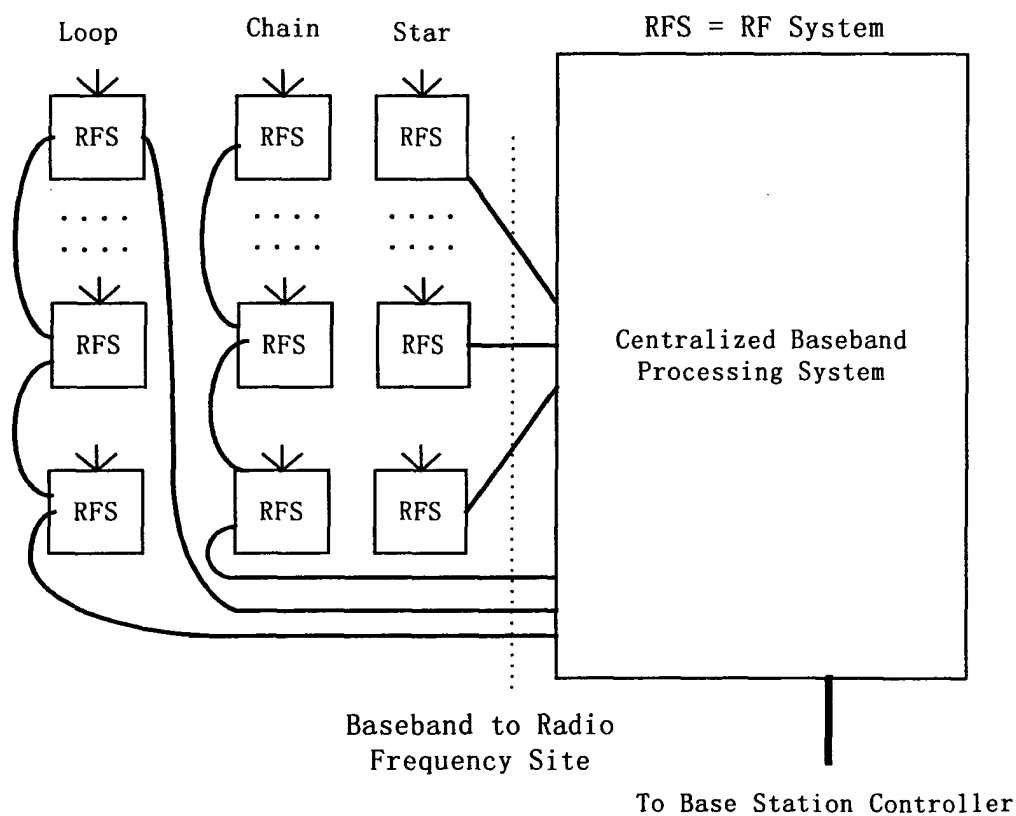 Loop Chain Star RFS = RF System
RFS RFS RFS
RFS RFS RFS
Centralized Baseband
Processing System
RFS RFS RFS
Baseband to Radio
Frequency Site
To Base Station Controller